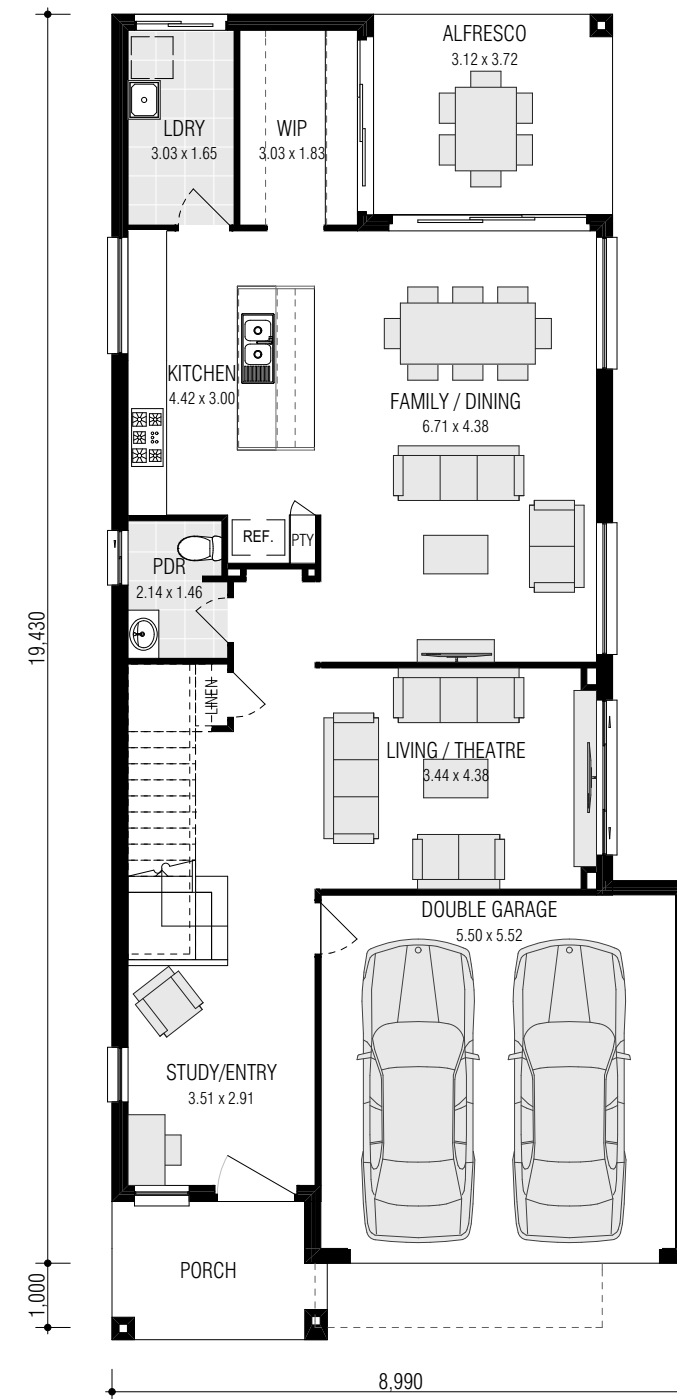 ALFRESCO
3.12 x 3.72
LDRY
3.03 x 1.65
WIP
3.03 x 1.83
KITCHEN
4.42 x 3.00
FAMILY / DINING
6.71 x 4.38
REF.
PTY
PDR
2.14 x 1.46
19,430
LINEN
LIVING / THEATRE
3.44 x 4.38
DOUBLE GARAGE
5.50 x 5.52
STUDY/ENTRY
3.51 x 2.91
PORCH
1,000
8,990